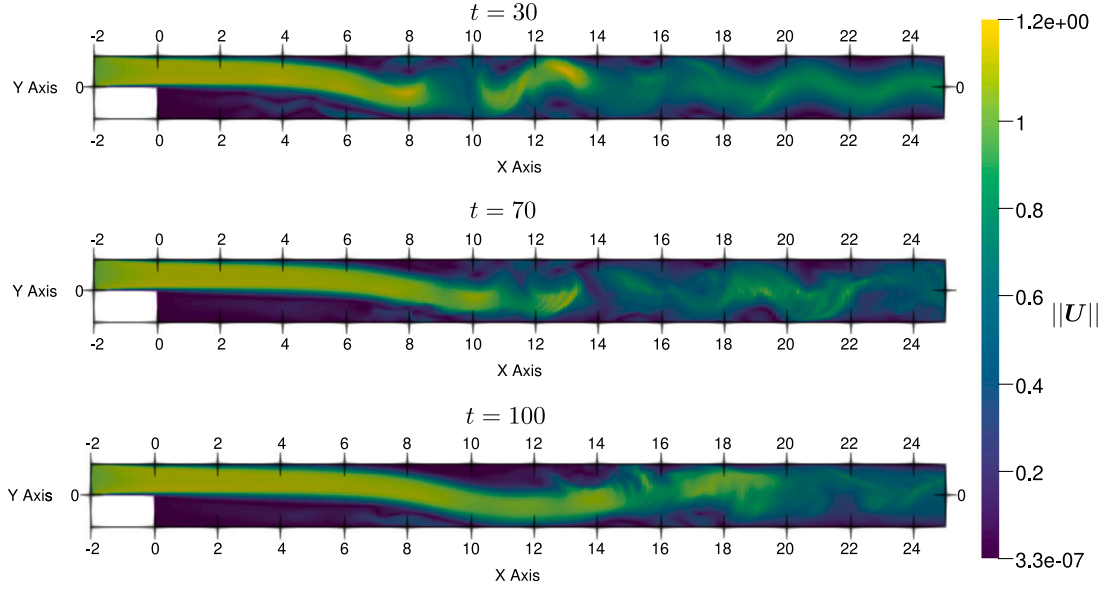 t = 30
-2 0 2 4 6 8 10 12 14 16 18 20 22 24
Y Axis 0 0
-2 0 2 4 6 8 10 12 14 16 18 20 22 24
X Axis
t = 70
-2 0 2 4 6 8 10 12 14 16 18 20 22 24
Y Axis 0
-2 0 2 4 6 8 10 12 14 16 18 20 22 24
X Axis
t = 100
-2 0 2 4 6 8 10 12 14 16 18 20 22 24
Y Axis 0 0
-2 0 2 4 6 8 10 12 14 16 18 20 22 24
X Axis
1.2e+00
1
0.8
0.6
||U||
0.4
0.2
3.3e-07